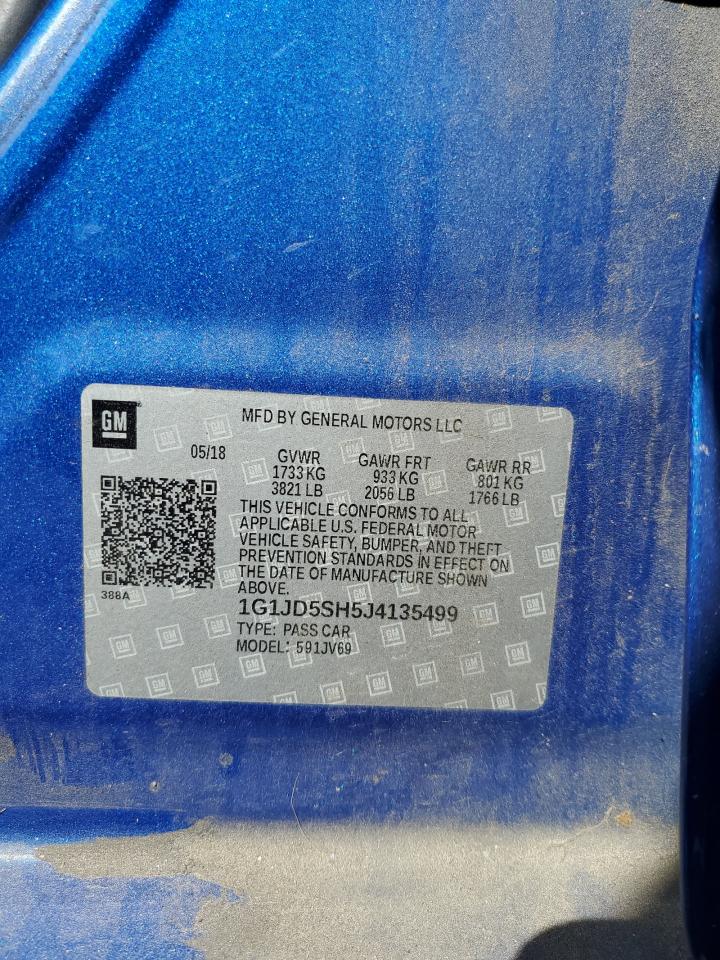 GM
MFD BY GENERAL MOTORS LLC
05/18 GVWR GAWR FRT GAWR RR
1733 KG 933 KG 801 KG
3821 LB 2056 LB 1766 LB
THIS VEHICLE CONFORMS TO ALL
APPLICABLE U.S. FEDERAL MOTOR
VEHICLE SAFETY, BUMPER, AND THEFT
PREVENTION STANDARDS IN EFFECT ON
THE DATE OF MANUFACTURE SHOWN
ABOVE.
388A
1G1JD5SH5J4135499
TYPE: PASS CAR
MODEL: 591JV69